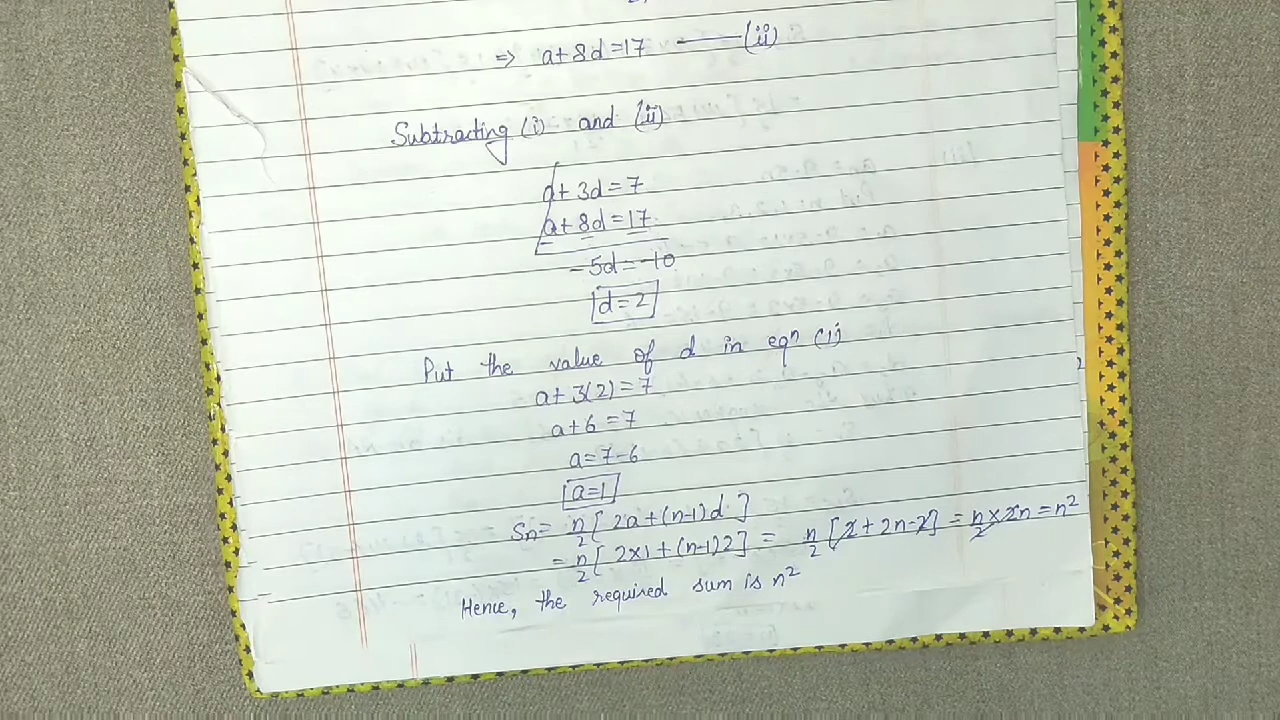 => a+8d=17 ——(ii)
Subtracting (i) and (ii)
a+3d=7
a+8d=17
-5d=-10
d=2
Put the value of d in eqn (i)
a+3(2)=7
a+6=7
a=7-6
a=1
Sn= n/2[2a+(n-1)d]
= n/2[2×1+(n-1)2] = n/2[2+2n-2] = n/2×2n=n²
Hence, the required sum is n²